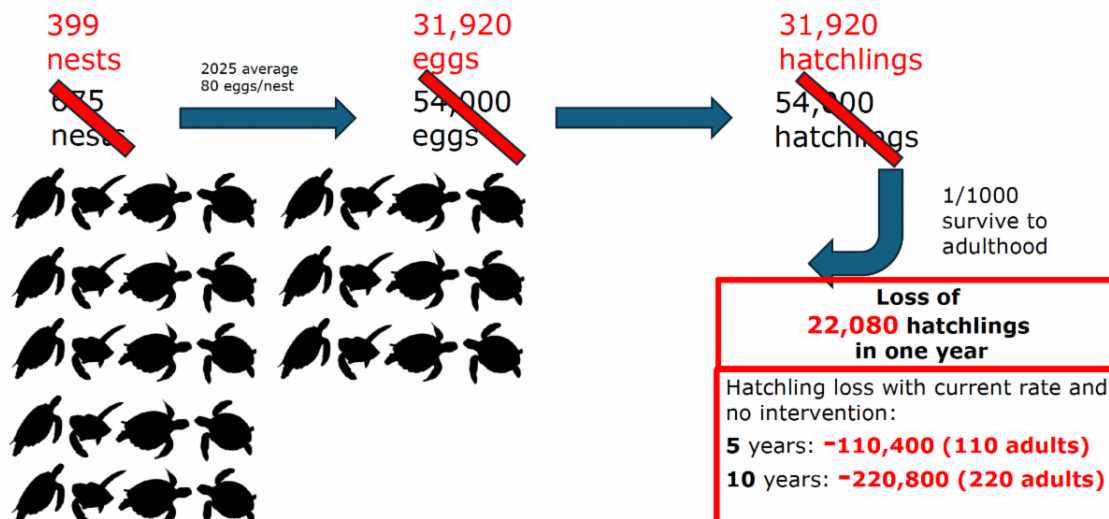 399
nests
675
nests
2025 average
80 eggs/nest
31,920
eggs
54,000
eggs
31,920
hatchlings
54,000
hatchlings
1/1000
survive to
adulthood
Loss of
22,080 hatchlings
in one year
Hatchling loss with current rate and
no intervention:
5 years: -110,400 (110 adults)
10 years: -220,800 (220 adults)